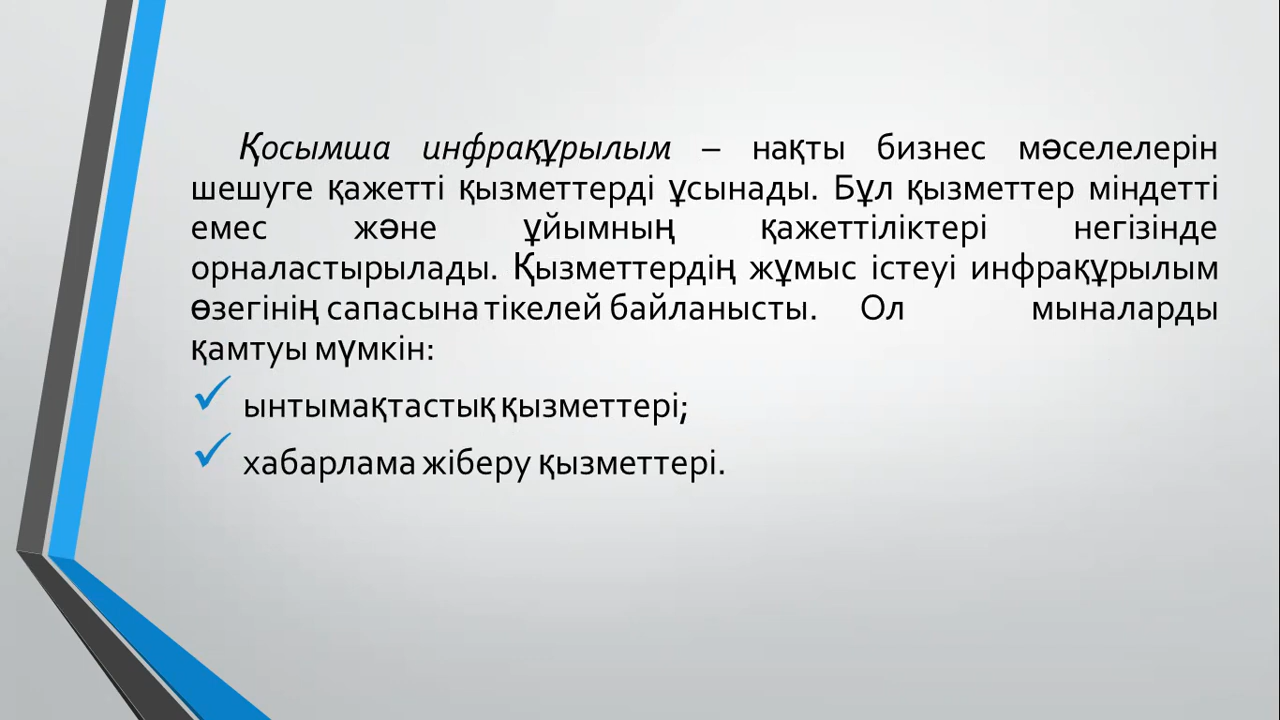 Қосымша инфрақұрылым – нақты бизнес мәселелерін
шешуге қажетті қызметтерді ұсынады. Бұл қызметтер міндетті
емес және ұйымның қажеттіліктері негізінде
орналастырылады. Қызметтердің жұмыс істеуі инфрақұрылым
өзегінің сапасына тікелей байланысты. Ол мыналарды
қамтуы мүмкін:
✓ ынтымақтастық қызметтері;
✓ хабарлама жіберу қызметтері.